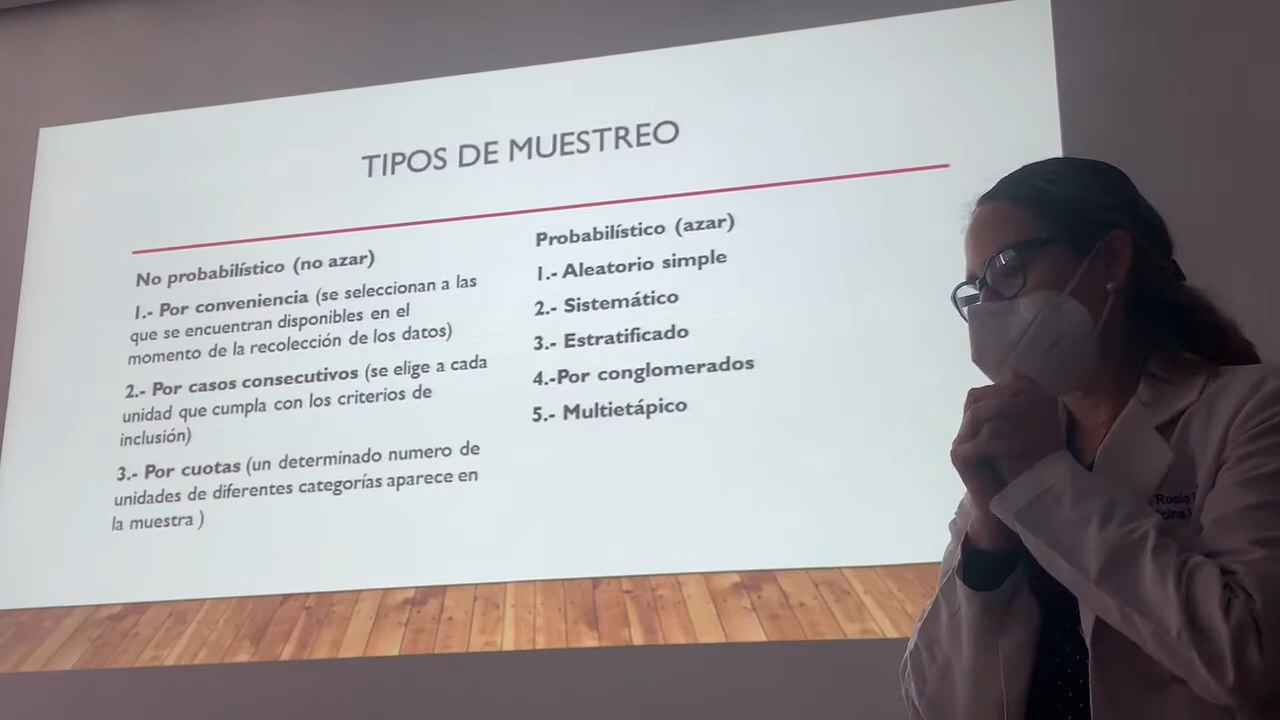 TIPOS DE MUESTREO
No probabilístico (no azar)
1.- Por conveniencia (se seleccionan a las
que se encuentran disponibles en el
momento de la recolección de los datos)
2.- Por casos consecutivos (se elige a cada
unidad que cumpla con los criterios de
inclusión)
3.- Por cuotas (un determinado numero de
unidades de diferentes categorías aparece en
la muestra )
Probabilístico (azar)
1.- Aleatorio simple
2.- Sistemático
3.- Estratificado
4.-Por conglomerados
5.- Multietápico
Rocio